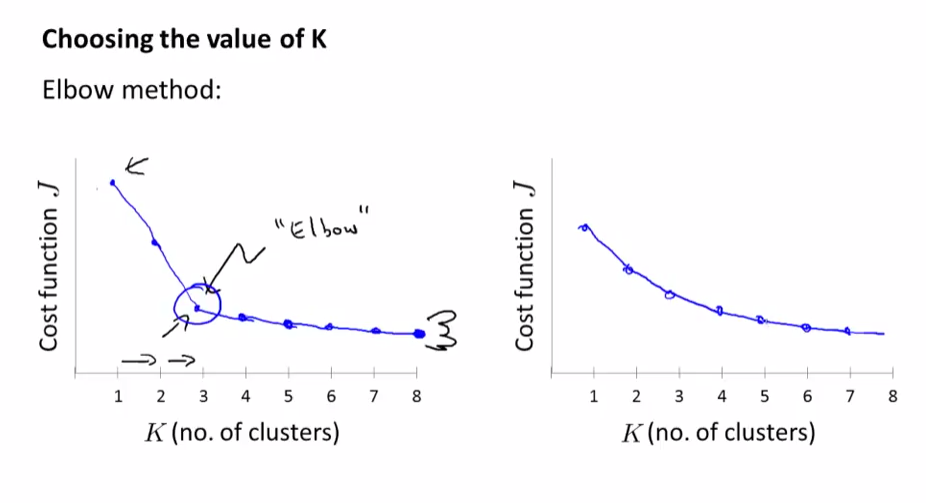 Choosing the value of K
Elbow method:
Cost function J
"Elbow"
1 2 3 4 5 6 7 8
K (no. of clusters)
Cost function J
1 2 3 4 5 6 7 8
K (no. of clusters)